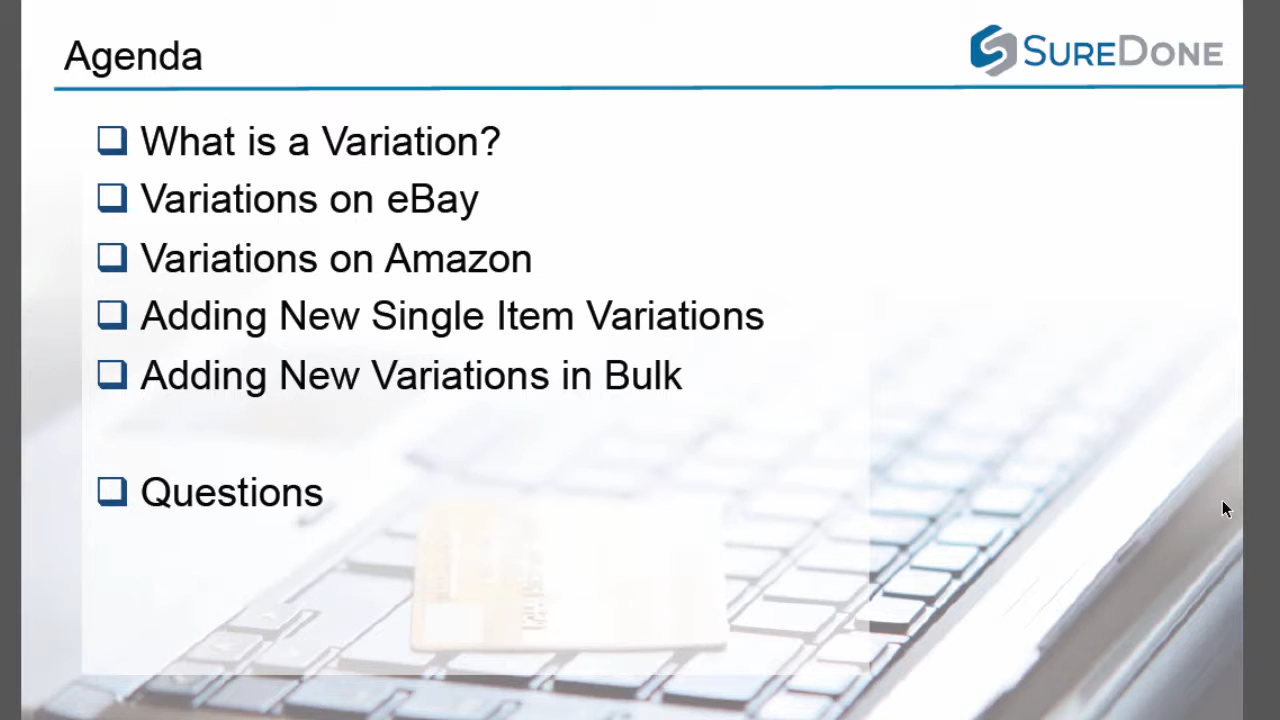 Agenda
SUREDONE
What is a Variation?
Variations on eBay
Variations on Amazon
Adding New Single Item Variations
Adding New Variations in Bulk
Questions